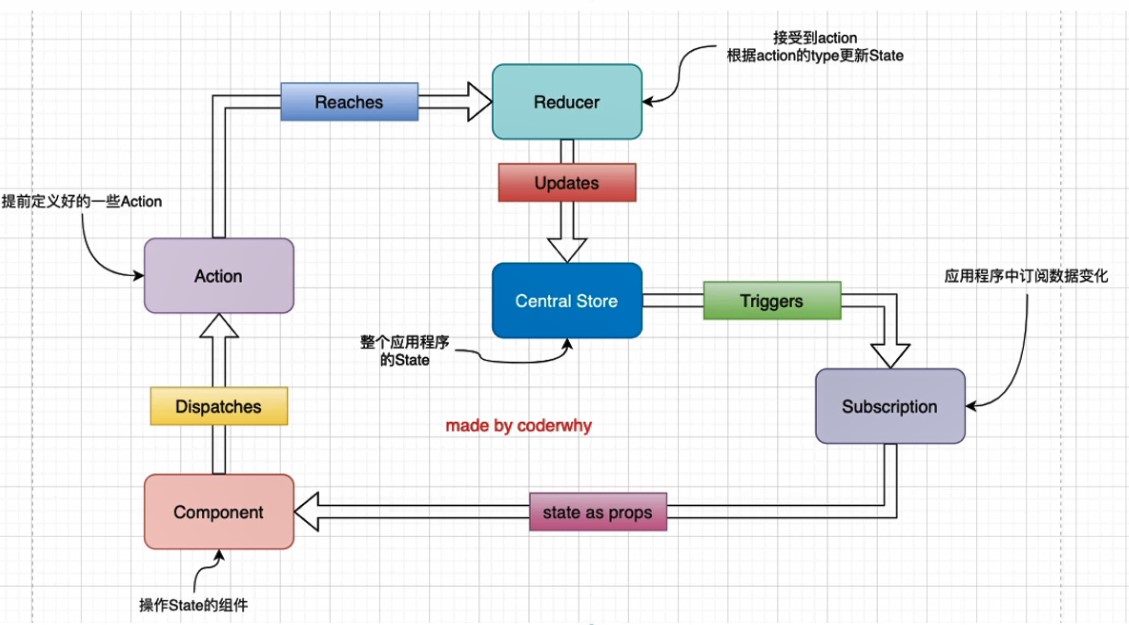 接受到action
根据action的type更新State
Reaches
Reducer
Updates
提前定义好的一些Action
Action
Central Store
Triggers
应用程序中订阅数据变化
整个应用程序
的State
Dispatches
made by coderwhy
Subscription
Component
state as props
操作State的组件